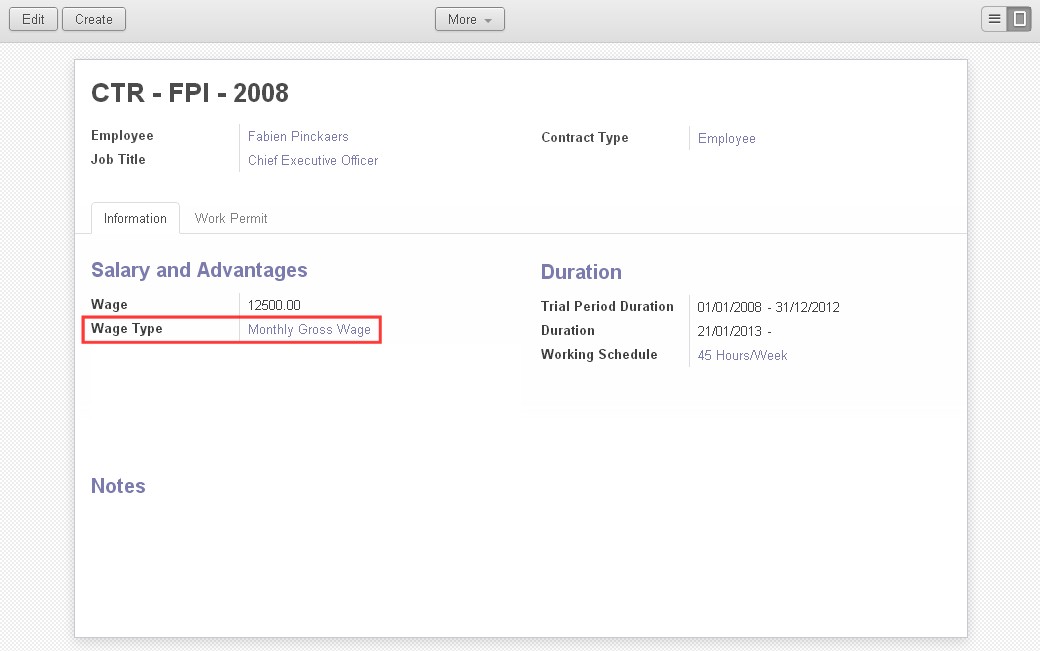 Edit Create More
CTR - FPI - 2008
Employee Fabien Pinckaers
Job Title Chief Executive Officer
Contract Type Employee
Information Work Permit
Salary and Advantages
Wage 12500.00
Wage Type Monthly Gross Wage
Duration
Trial Period Duration 01/01/2008 - 31/12/2012
Duration 21/01/2013 -
Working Schedule 45 Hours/Week
Notes